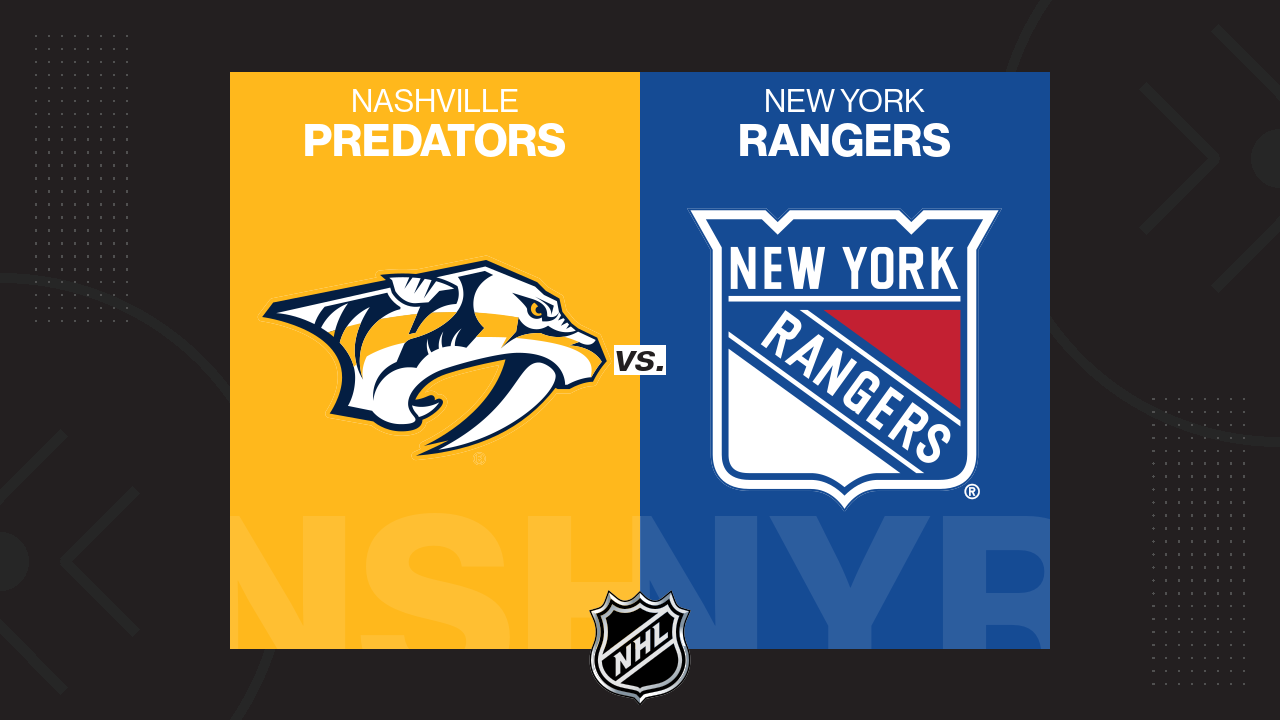 NASHVILLE
PREDATORS
NEW YORK
RANGERS
vs.
NEW YORK
RANGERS
®
®
NSH
NYR
NHL